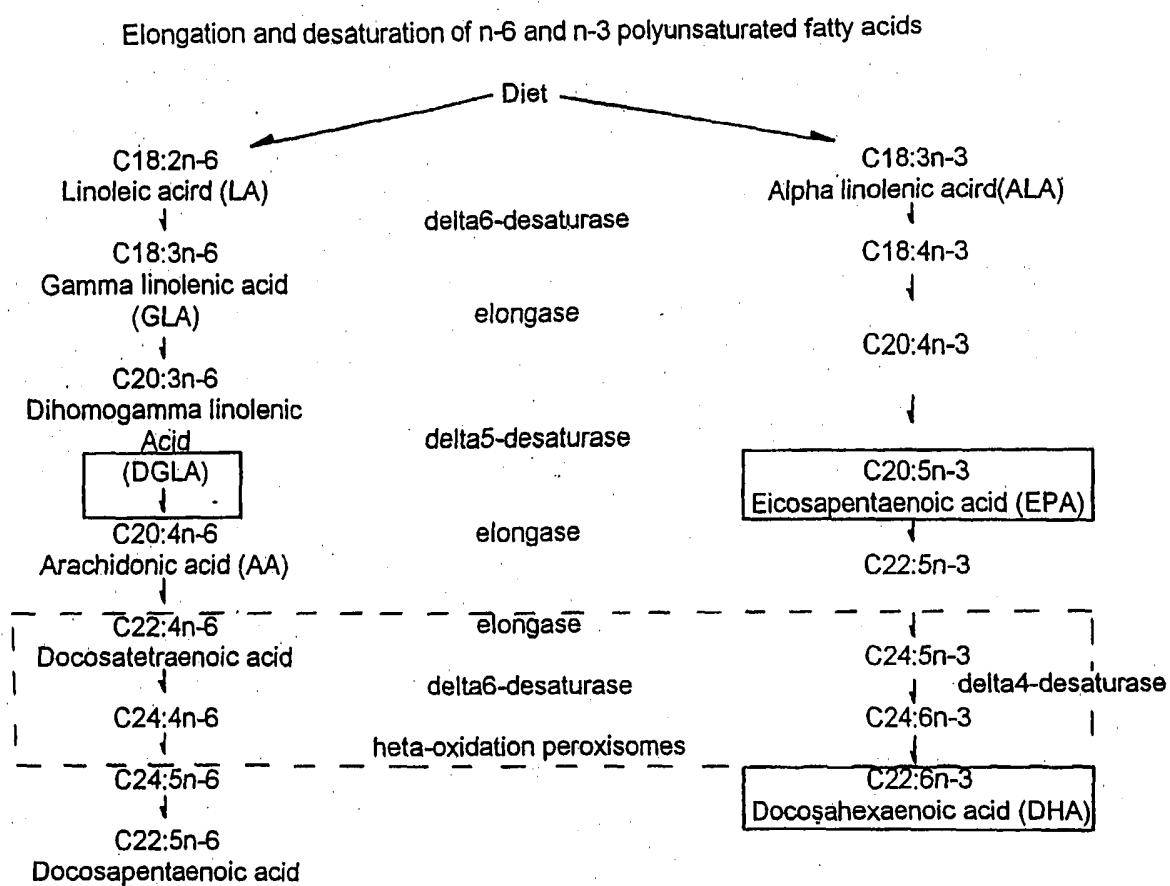 Elongation and desaturation of n-6 and n-3 polyunsaturated fatty acids
Diet
C18:2n-6
Linoleic acird (LA)
C18:3n-6
Gamma linolenic acid
(GLA)
C20:3n-6
Dihomogamma linolenic
Acid
(DGLA)
C20:4n-6
Arachidonic acid (AA)
C22:4n-6
Docosatetraenoic acid
C24:4n-6
C24:5n-6
C22:5n-6
Docosapentaenoic acid
delta6-desaturase
elongase
delta5-desaturase
elongase
elongase
delta6-desaturase
heta-oxidation peroxisomes
C18:3n-3
Alpha linolenic acird(ALA)
C18:4n-3
C20:4n-3
C20:5n-3
Eicosapentaenoic acid (EPA)
C22:5n-3
C24:5n-3
delta4-desaturase
C24:6n-3
C22:6n-3
Docosahexaenoic acid (DHA)